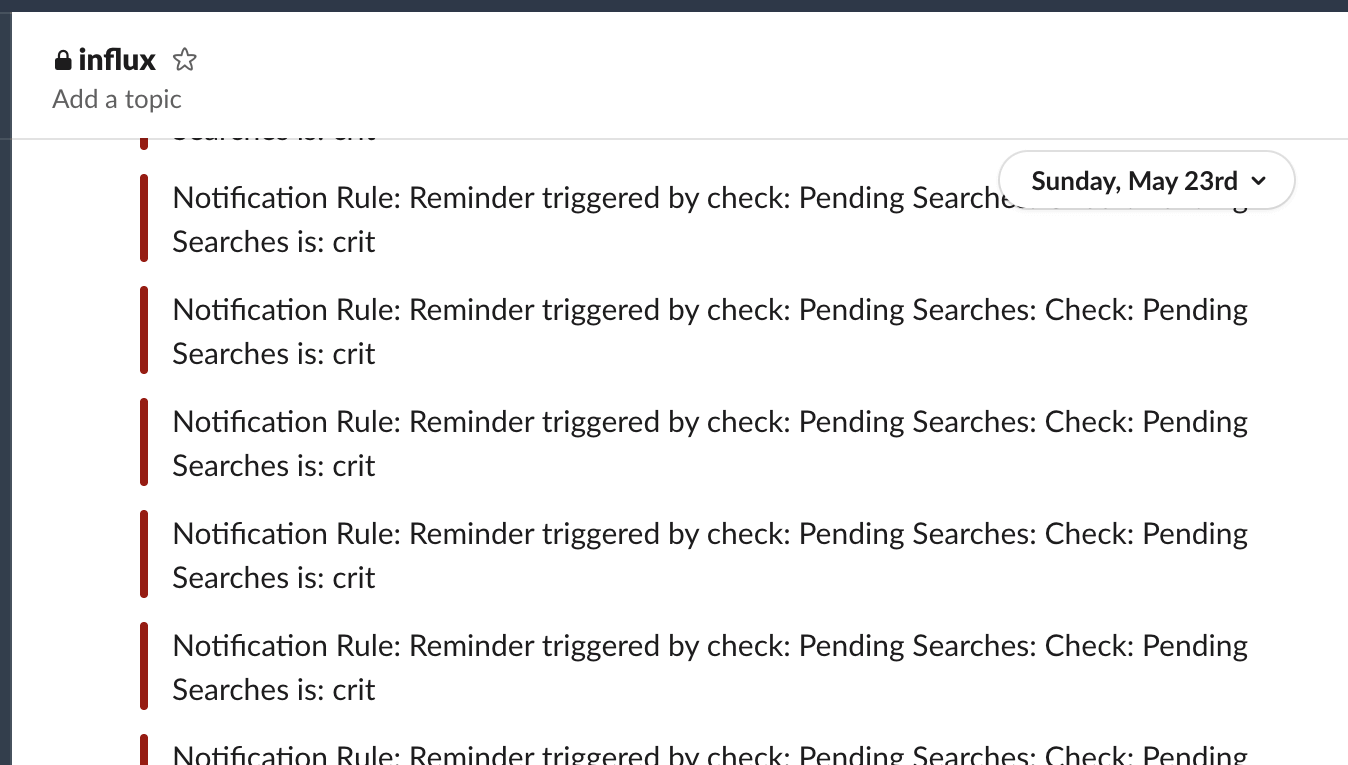 influx
Add a topic
Searches is: crit
Sunday, May 23rd
Notification Rule: Reminder triggered by check: Pending Searches
Searches is: crit
Notification Rule: Reminder triggered by check: Pending Searches: Check: Pending
Searches is: crit
Notification Rule: Reminder triggered by check: Pending Searches: Check: Pending
Searches is: crit
Notification Rule: Reminder triggered by check: Pending Searches: Check: Pending
Searches is: crit
Notification Rule: Reminder triggered by check: Pending Searches: Check: Pending
Searches is: crit
Notification Rule: Reminder triggered by check: Pending Searches: Check: Pending